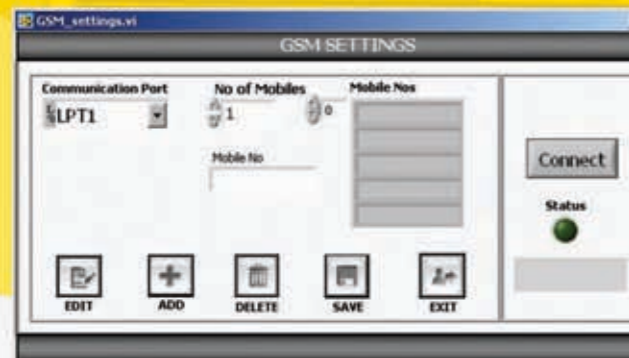 GSM_settings.vi
GSM SETTINGS
Communication Port
No of Mobiles
Mobile Nos
LPT1
1
0
Mobile No
Connect
Status
EDIT
ADD
DELETE
SAVE
EXIT